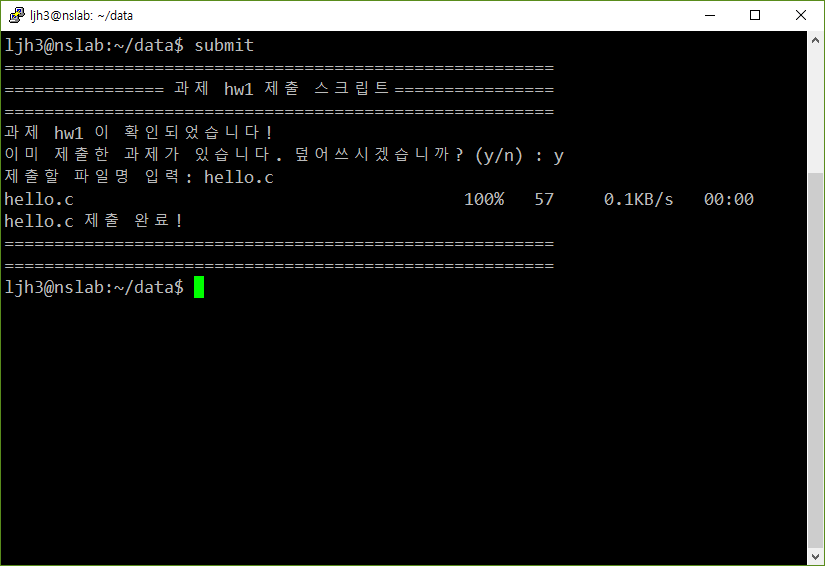 ljh3@nslab: ~/data
ljh3@nslab:~/data$ submit
=======================================================
================ 과제 hw1 제출 스크립트 ================
=======================================================
과제 hw1 이 확인되었습니다!
이미 제출한 과제가 있습니다. 덮어쓰시겠습니까? (y/n) : y
제출할 파일명 입력: hello.c
hello.c 100% 57 0.1KB/s 00:00
hello.c 제출 완료!
=======================================================
=======================================================
ljh3@nslab:~/data$